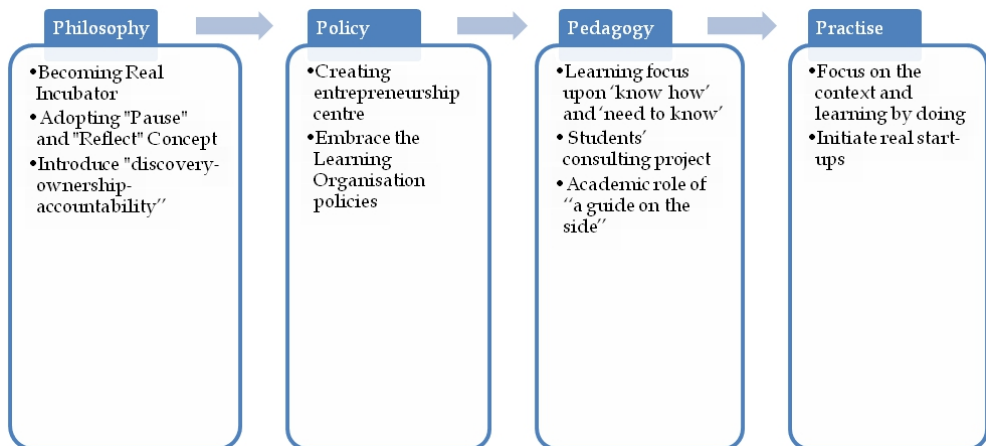 Philosophy
•Becoming Real
Incubator
•Adopting "Pause"
and "Reflect" Concept
•Introduce "discovery-
ownership-
accountability”
Policy
•Creating
entrepreneurship
centre
•Embrace the
Learning
Organisation
policies
Pedagogy
•Learning focus
upon ‘know how’
and ‘need to know’
•Students’
consulting project
•Academic role of
“a guide on the
side”
Practise
•Focus on the
context and
learning by doing
•Initiate real start-
ups